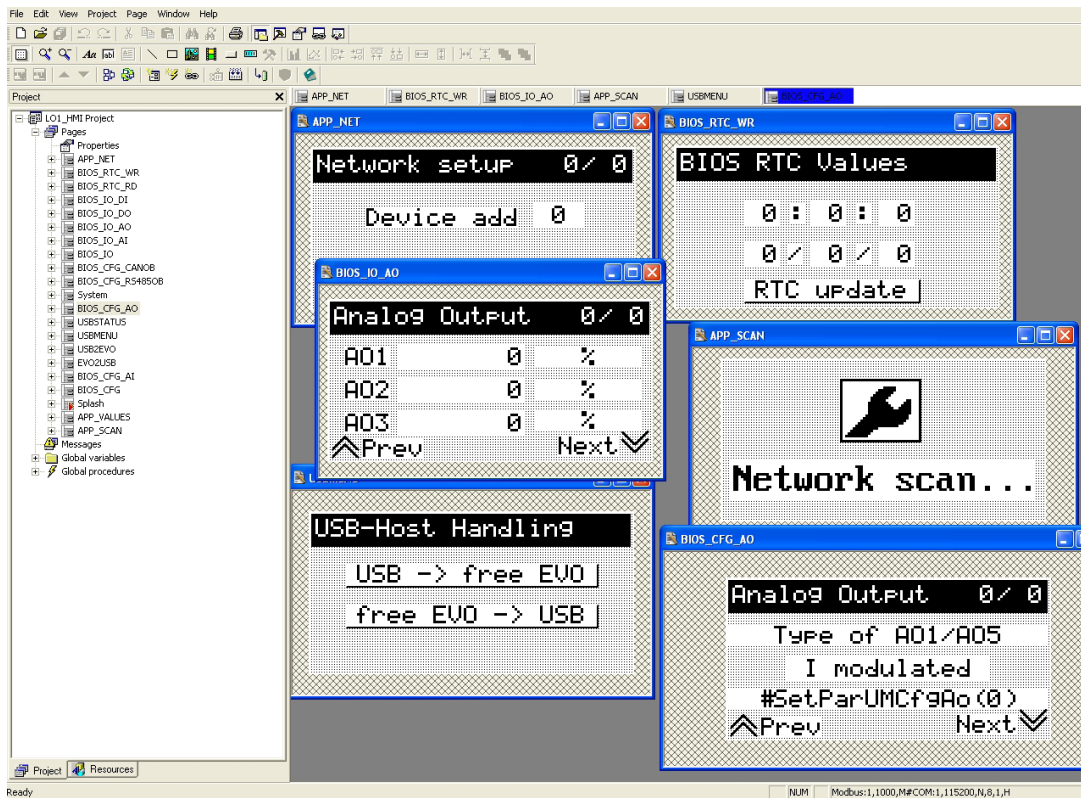 File Edit View Project Page Window Help
Project
APP_NET BIOS_RTC_WR BIOS_IO_AO APP_SCAN USBMENU BIOS_CFG_AO
LO1_HMI Project
Pages
Properties
APP_NET
BIOS_RTC_WR
BIOS_RTC_RD
BIOS_IO_DI
BIOS_IO_DO
BIOS_IO_AO
BIOS_IO_AI
BIOS_IO
BIOS_CFG_CANOB
BIOS_CFG_RS485OB
System
BIOS_CFG_AO
USBSTATUS
USBMENU
USB2EVO
EVO2USB
BIOS_CFG_AI
BIOS_CFG
Splash
APP_VALUES
APP_SCAN
Messages
Global variables
Global procedures
Project Resources
APP_NET
Network setup 0/ 0
Device add 0
BIOS_RTC_WR
BIOS RTC Values
0 : 0 : 0
0 / 0 / 0
RTC update
BIOS_IO_AO
Analog Output 0/ 0
AO1 0 %
AO2 0 %
AO3 0 %
Prev Next
APP_SCAN
Network scan...
USB-Host Handling
USB -> free EVO
free EVO -> USB
BIOS_CFG_AO
Analog Output 0/ 0
Type of AO1/AO5
I modulated
#SetParUMCfgAo(0)
Prev Next
Ready
NUM Modbus:1,1000,M#COM:1,115200,N,8,1,H